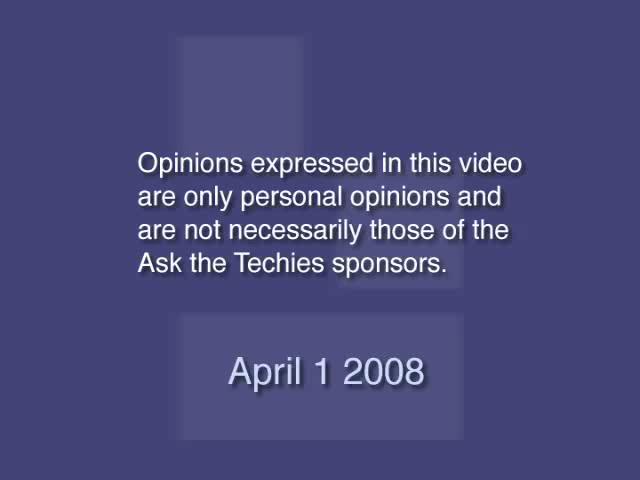 Opinions expressed in this video
are only personal opinions and
are not necessarily those of the
Ask the Techies sponsors.
April 1 2008